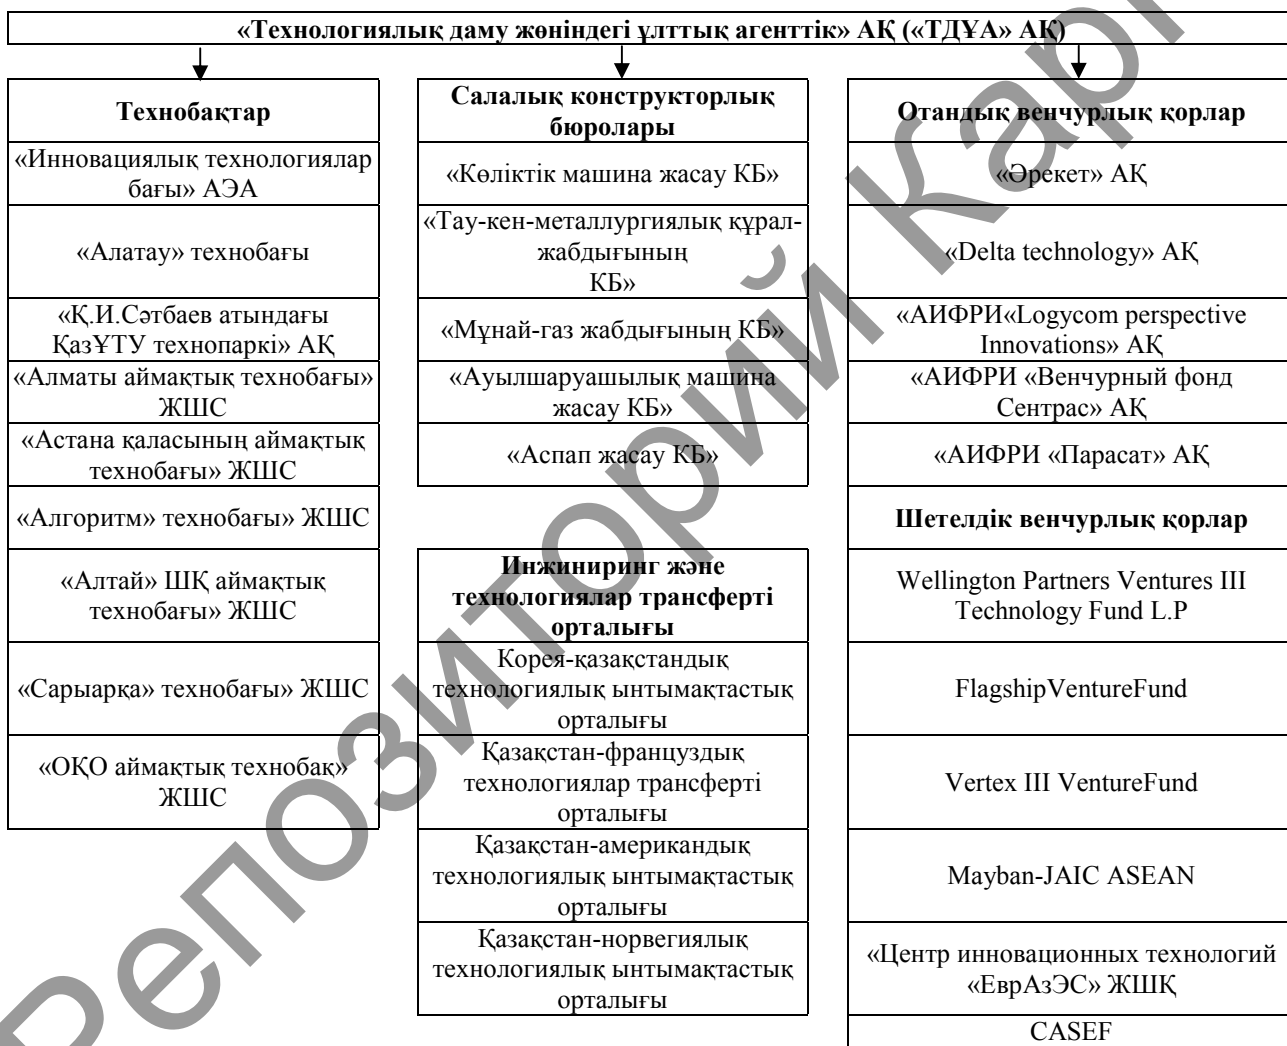 «Технологиялық даму жөніндегі ұлттық агенттік» АҚ («ТДҰА» АҚ)
Технобақтар
«Инновациялық технологиялар
бағы» АЭА
«Алатау» технобағы
«Қ.И.Сәтбаев атындағы
ҚазҰТУ технопаркі» АҚ
«Алматы аймақтық технобағы»
ЖШС
«Астана қаласының аймақтық
технобағы» ЖШС
«Алгоритм» технобағы» ЖШС
«Алтай» ШҚ аймақтық
технобағы» ЖШС
«Сарыарқа» технобағы» ЖШС
«ОҚО аймақтық технобақ»
ЖШС
Салалық конструкторлық
бюролары
«Көліктік машина жасау КБ»
«Тау-кен-металлургиялық құрал-
жабдығының
КБ»
«Мұнай-газ жабдығының КБ»
«Ауылшаруашылық машина
жасау КБ»
«Аспап жасау КБ»
Инжиниринг және
технологиялар трансферті
орталығы
Корея-қазақстандық
технологиялық ынтымақтастық
орталығы
Қазақстан-француздық
технологиялар трансферті
орталығы
Қазақстан-американдық
технологиялық ынтымақтастық
орталығы
Қазақстан-норвегиялық
технологиялық ынтымақтастық
орталығы
Отандық венчурлық қорлар
«Әрекет» АҚ
«Delta technology» АҚ
«АИФРИ«Logycom perspective
Innovations» АҚ
«АИФРИ «Венчурный фонд
Сентрас» АҚ
«АИФРИ «Парасат» АҚ
Шетелдік венчурлық қорлар
Wellington Partners Ventures III
Technology Fund L.P
FlagshipVentureFund
Vertex III VentureFund
Mayban-JAIC ASEAN
«Центр инновационных технологий
«ЕврАзЭС» ЖШҚ
CASEF
Репозиторий